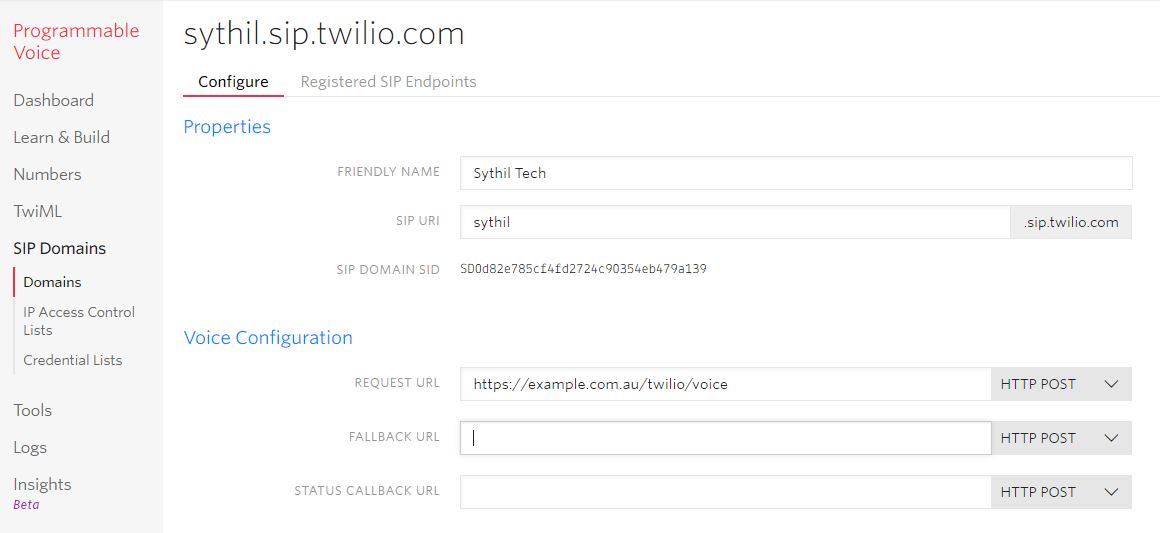 Programmable
Voice
Dashboard
Learn & Build
Numbers
TwiML
SIP Domains
Domains
IP Access Control
Lists
Credential Lists
Tools
Logs
Insights
Beta
sythil.sip.twilio.com
Configure Registered SIP Endpoints
Properties
FRIENDLY NAME Sythil Tech
SIP URI sythil .sip.twilio.com
SIP DOMAIN SID SD0d82e785cf4fd2724c90354eb479a139
Voice Configuration
REQUEST URL https://example.com.au/twilio/voice HTTP POST
FALLBACK URL HTTP POST
STATUS CALLBACK URL HTTP POST